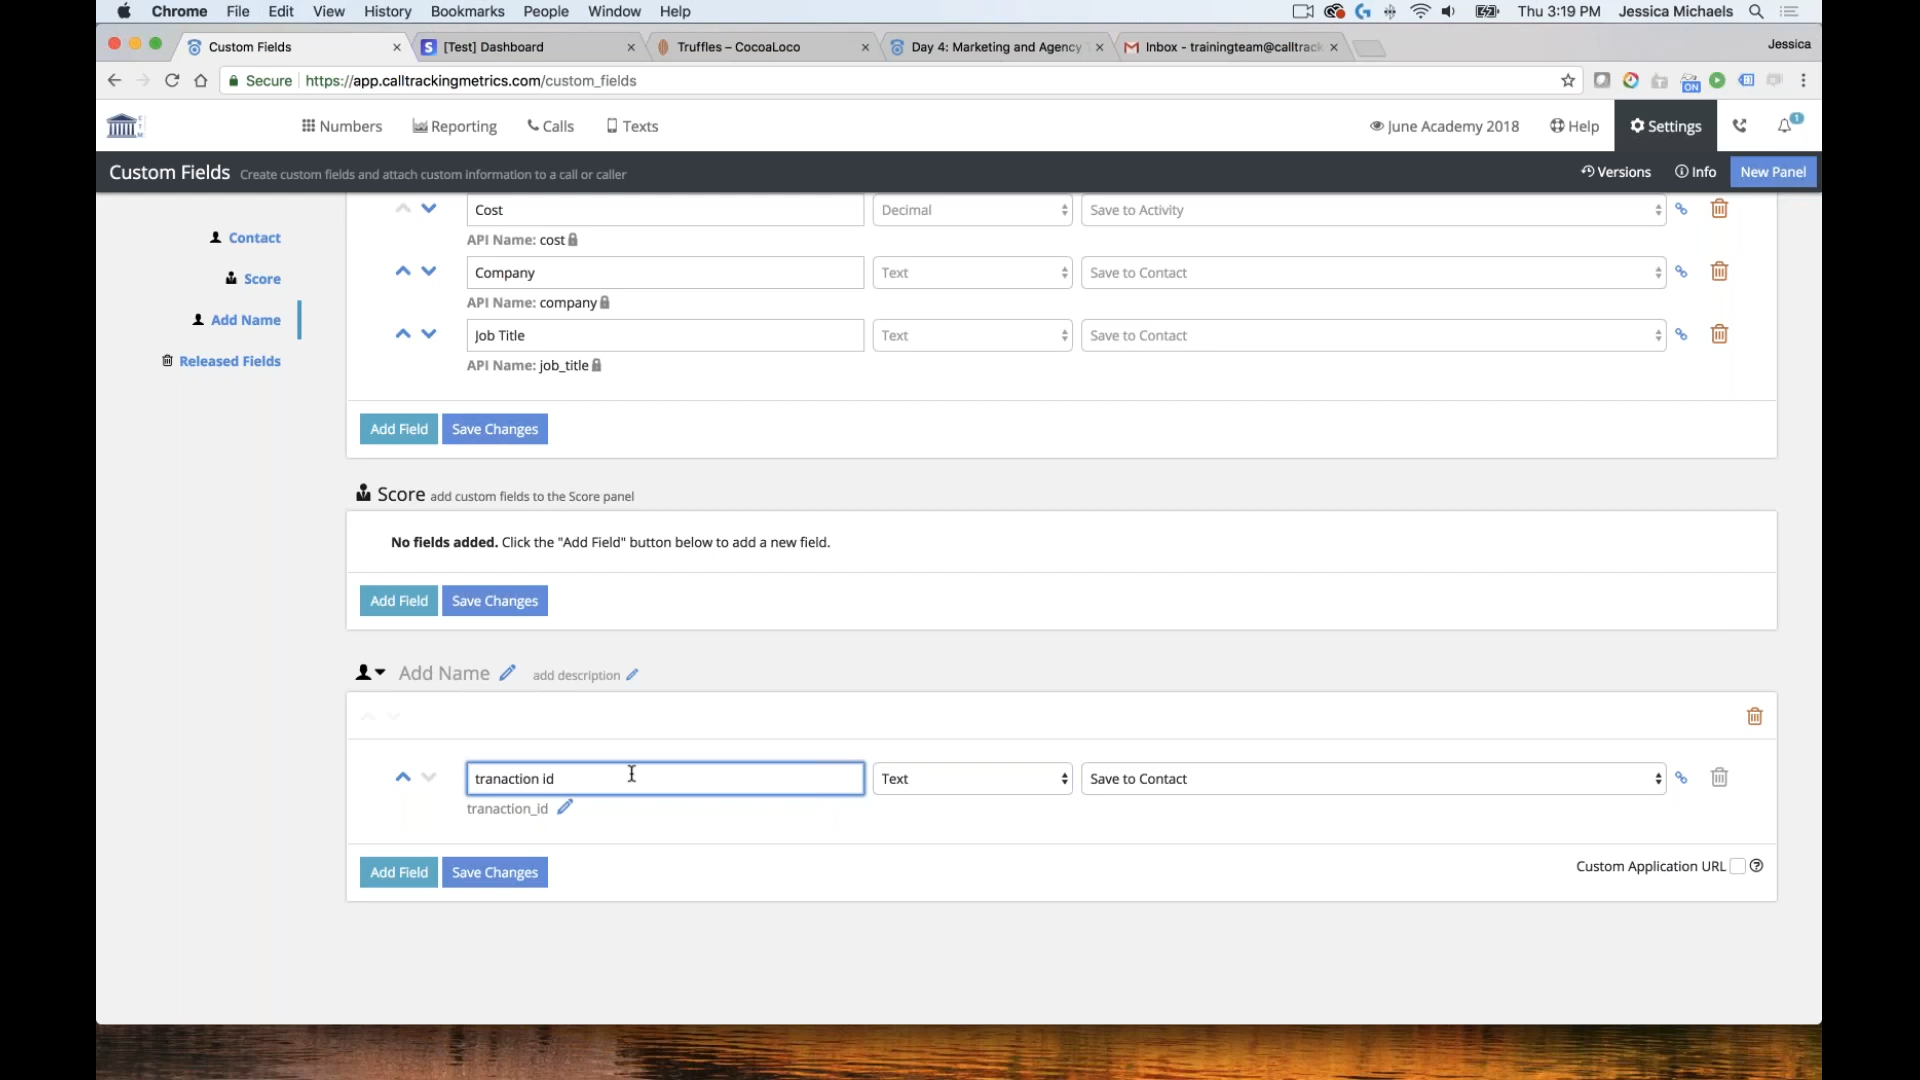 Chrome File Edit View History Bookmarks People Window Help Thu 3:19 PM Jessica Michaels
Custom Fields [Test] Dashboard Truffles – CocoaLoco Day 4: Marketing and Agency Inbox - trainingteam@calltrack Jessica
Secure https://app.calltrackingmetrics.com/custom_fields ON
Numbers Reporting Calls Texts June Academy 2018 Help Settings 1
Custom Fields Create custom fields and attach custom information to a call or caller Versions Info New Panel
Contact
Score
Add Name
Released Fields
Cost Decimal Save to Activity
API Name: cost
Company Text Save to Contact
API Name: company
Job Title Text Save to Contact
API Name: job_title
Add Field Save Changes
Score add custom fields to the Score panel
No fields added. Click the "Add Field" button below to add a new field.
Add Field Save Changes
Add Name add description
tranaction id Text Save to Contact
tranaction_id
Add Field Save Changes Custom Application URL